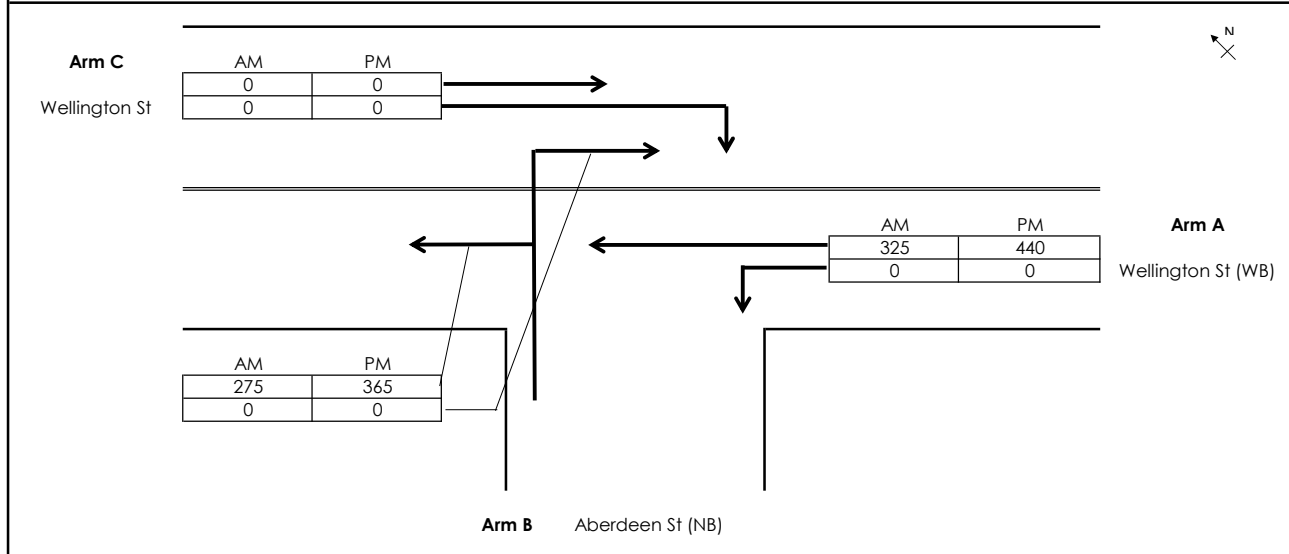 N
Arm C AM PM
0 0
Wellington St 0 0
AM PM Arm A
325 440
0 0 Wellington St (WB)
AM PM
275 365
0 0
Arm B Aberdeen St (NB)